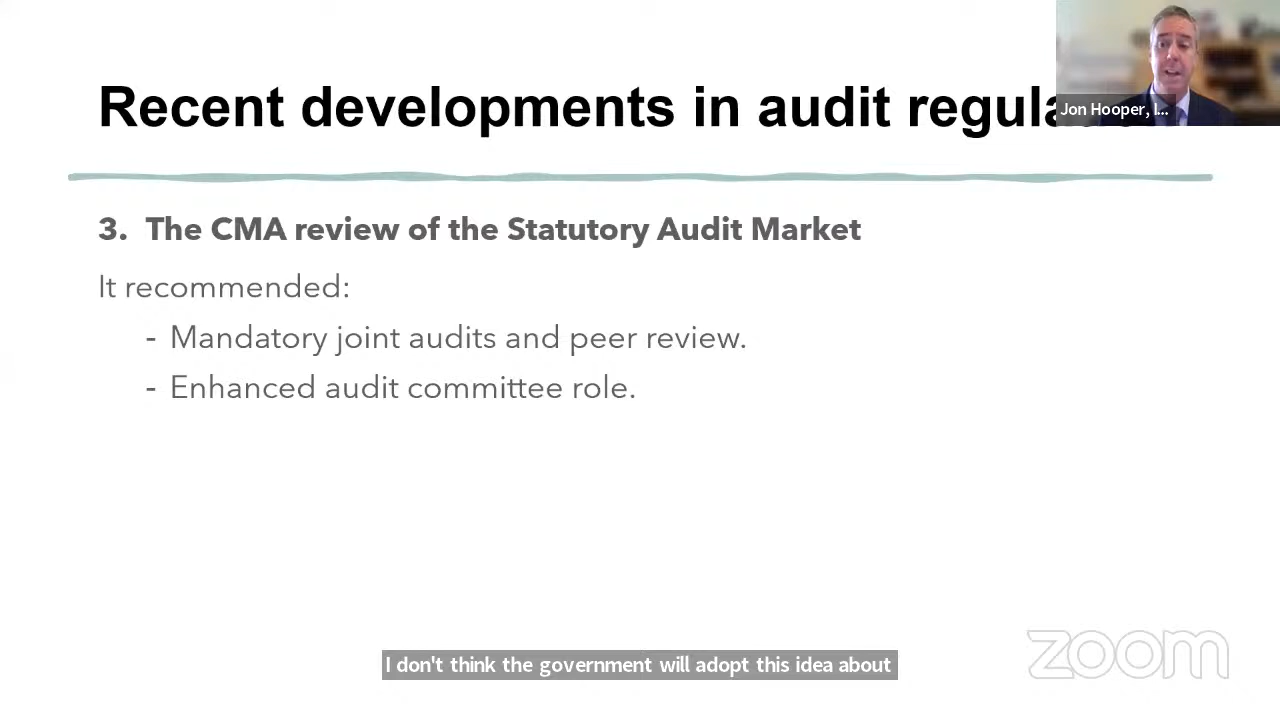 Recent developments in audit regula
Jon Hooper, I...
3. The CMA review of the Statutory Audit Market
It recommended:
- Mandatory joint audits and peer review.
- Enhanced audit committee role.
I don't think the government will adopt this idea about
zoom